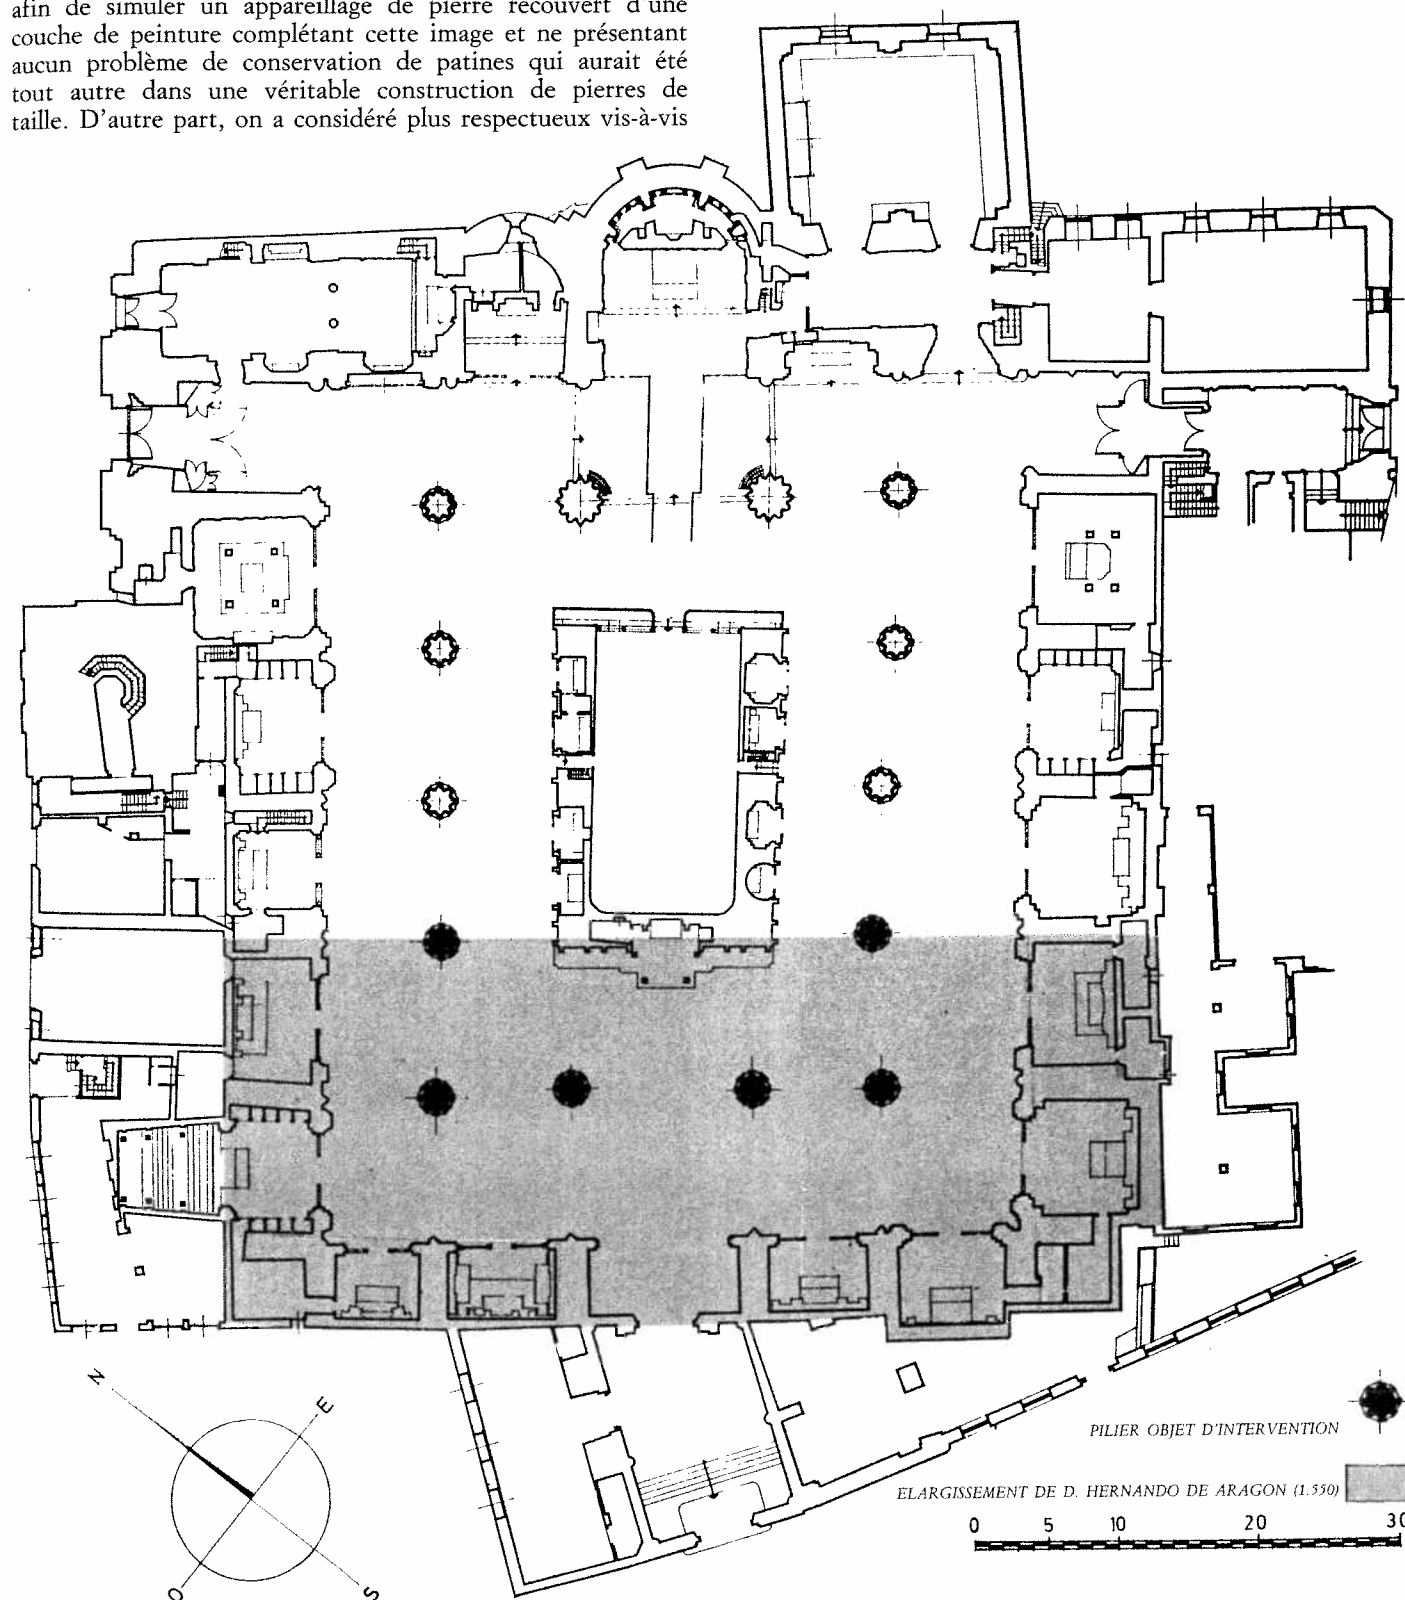 afin de simuler un appareillage de pierre recouvert d'une
couche de peinture complétant cette image et ne présentant
aucun problème de conservation de patines qui aurait été
tout autre dans une véritable construction de pierres de
taille. D'autre part, on a considéré plus respectueux vis-à-vis
N
E
O
S
PILIER OBJET D'INTERVENTION
ELARGISSEMENT DE D. HERNANDO DE ARAGON (1.550)
0 5 10 20 30